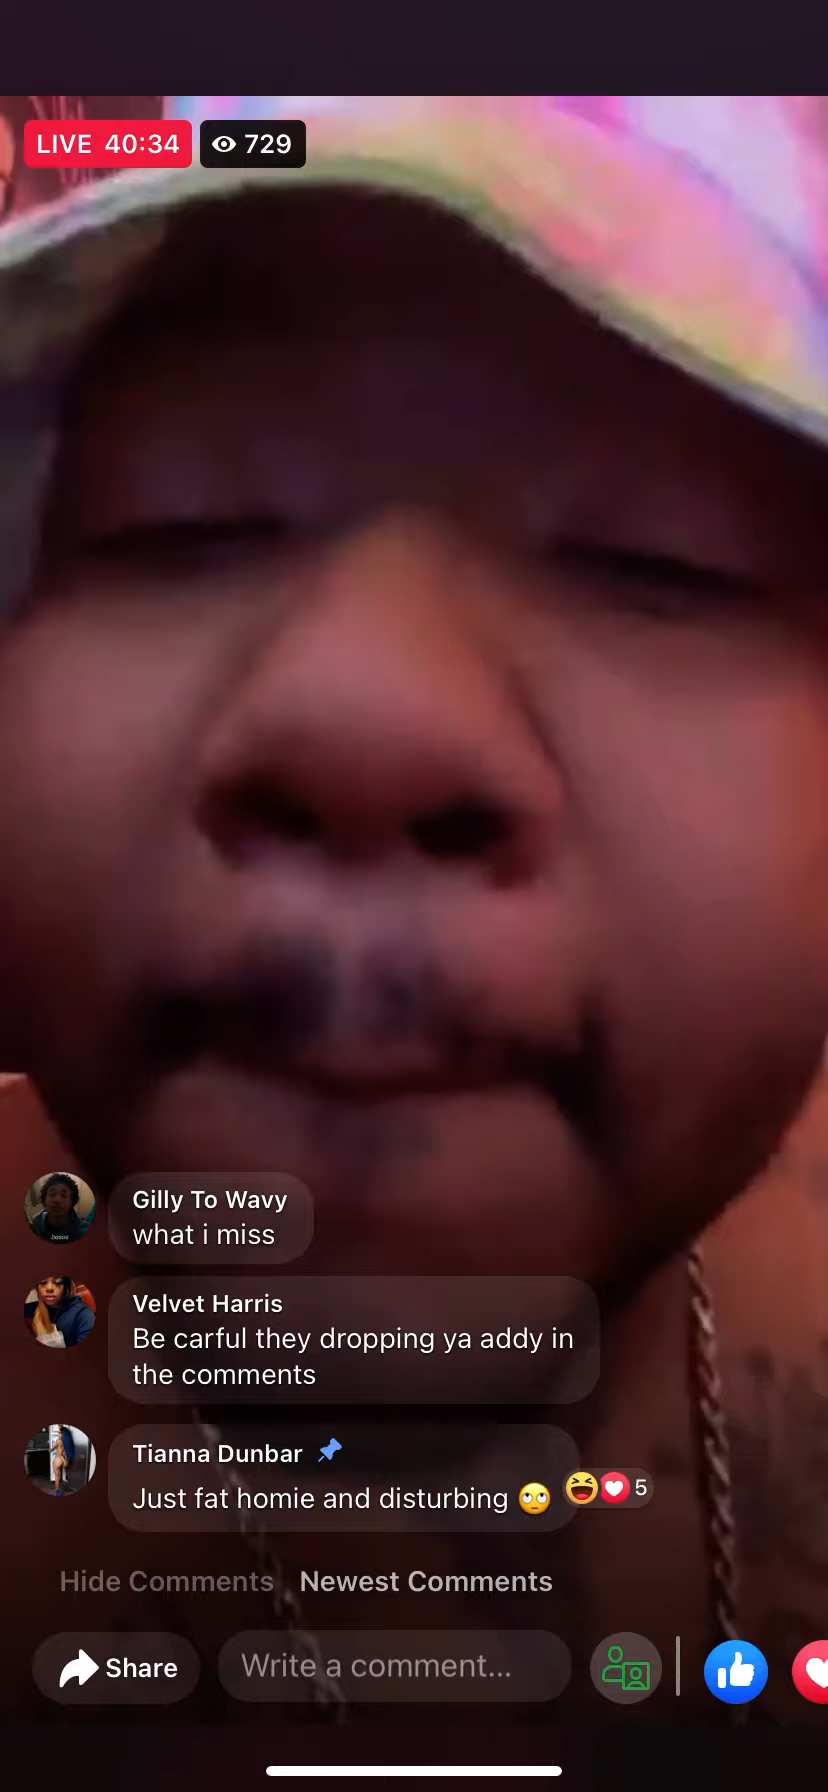 LIVE 40:34 729
Gilly To Wavy
what i miss
Velvet Harris
Be carful they dropping ya addy in
the comments
Tianna Dunbar
Just fat homie and disturbing 🙄 5
Hide Comments Newest Comments
Share Write a comment...